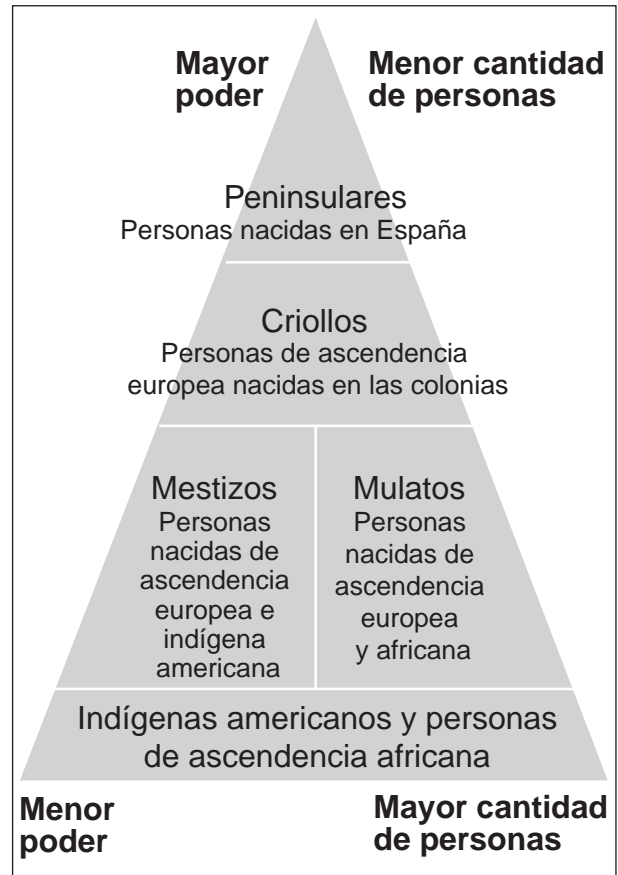 Mayor
poder
Menor cantidad
de personas
Peninsulares
Personas nacidas en España
Criollos
Personas de ascendencia
europea nacidas en las colonias
Mestizos
Personas
nacidas de
ascendencia
europea e
indígena
americana
Mulatos
Personas
nacidas de
ascendencia
europea
y africana
Indígenas americanos y personas
de ascendencia africana
Menor
poder
Mayor cantidad
de personas